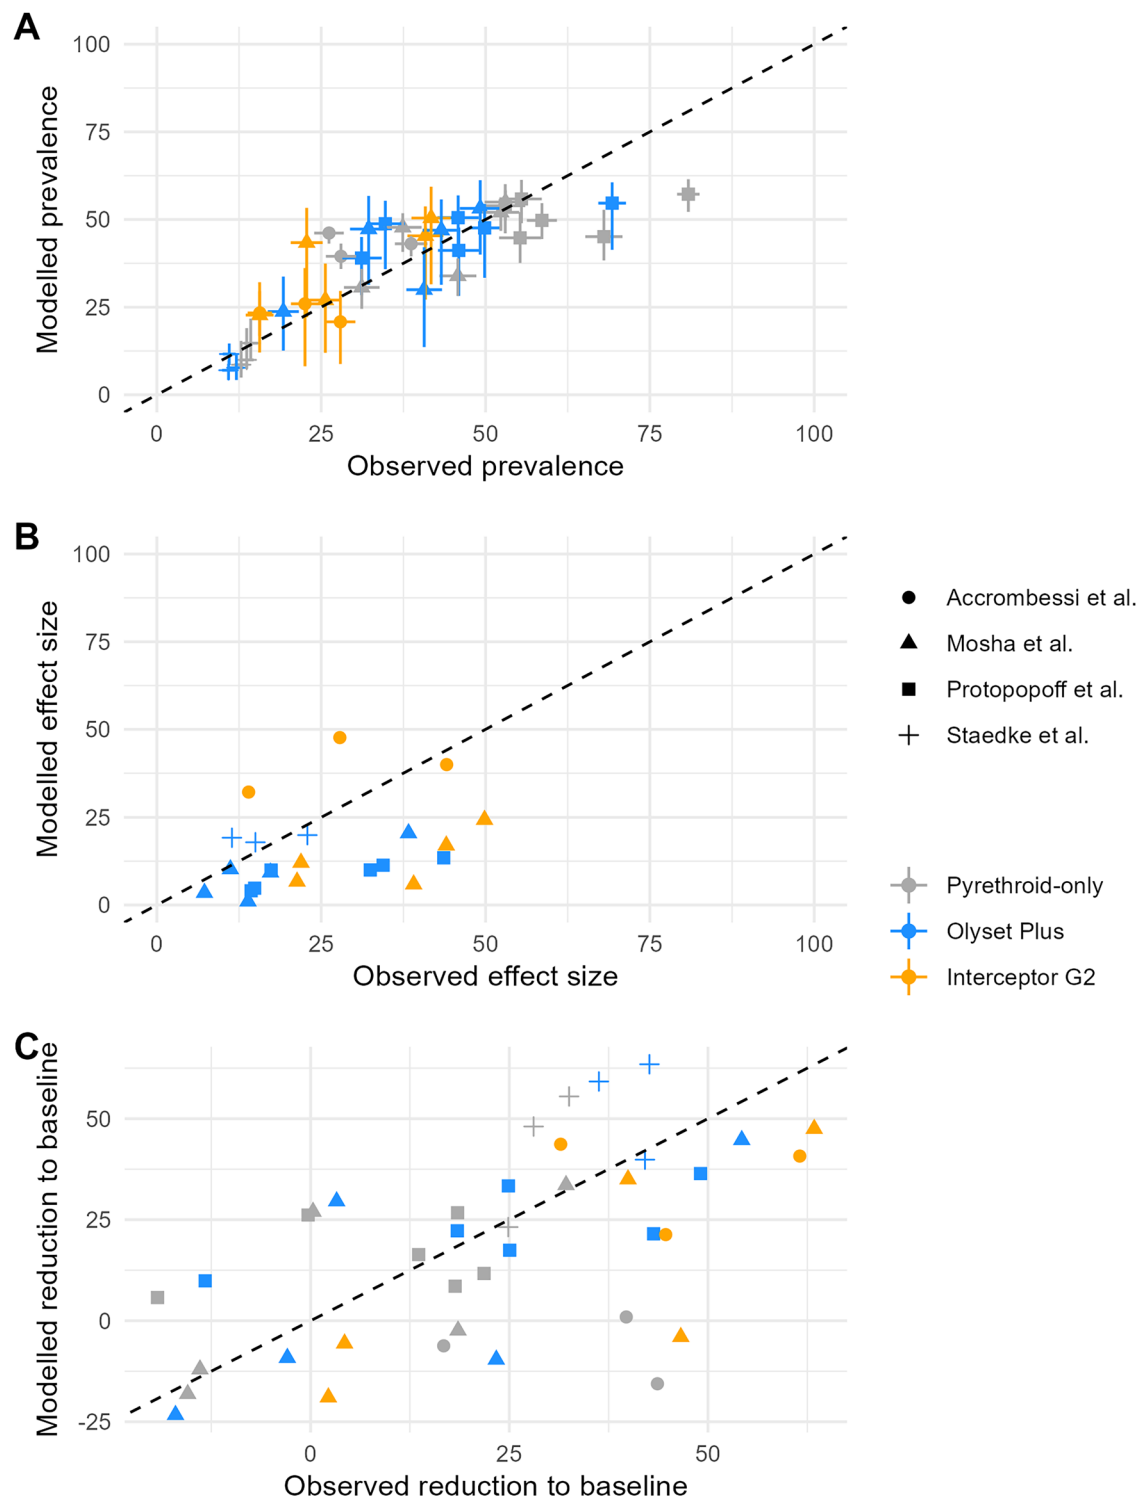 A
100
75
50
25
0
Modelled prevalence
0 25 50 75 100
Observed prevalence
B
100
75
50
25
0
Modelled effect size
0 25 50 75 100
Observed effect size
Accrombessi et al.
Mosha et al.
Protopopoff et al.
Staedke et al.
Pyrethroid-only
Olyset Plus
Interceptor G2
C
50
25
0
-25
Modelled reduction to baseline
0 25 50
Observed reduction to baseline